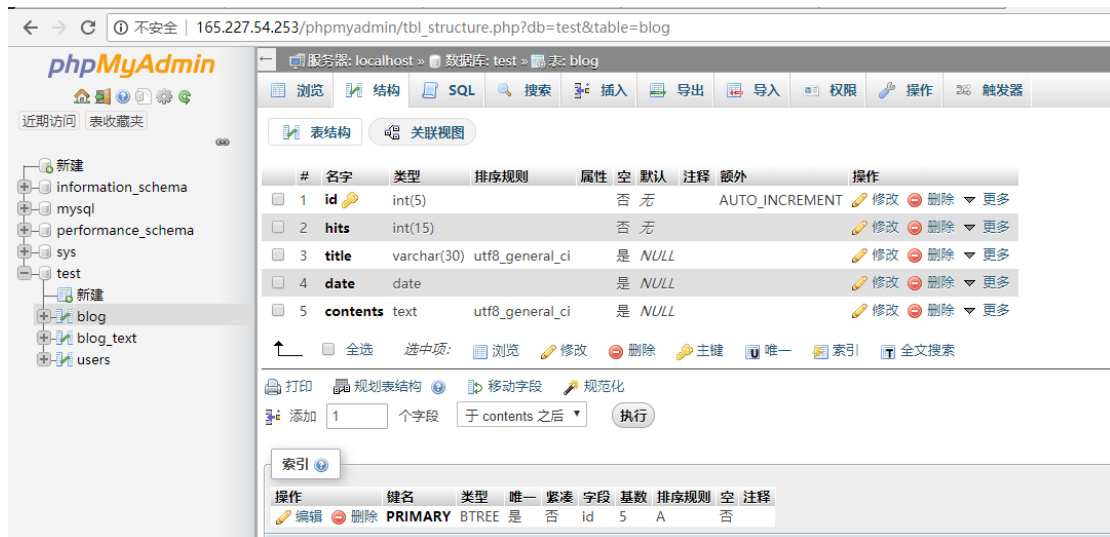 不安全 | 165.227.54.253/phpmyadmin/tbl_structure.php?db=test&table=blog
phpMyAdmin
近期访问 表收藏夹
新建
information_schema
mysql
performance_schema
sys
test
新建
blog
blog_text
users
服务器: localhost » 数据库: test » 表: blog
浏览 结构 SQL 搜索 插入 导出 导入 权限 操作 触发器
表结构 关联视图
# 名字 类型 排序规则 属性 空 默认 注释 额外 操作
1 id int(5) 否 无 AUTO_INCREMENT 修改 删除 更多
2 hits int(15) 否 无 修改 删除 更多
3 title varchar(30) utf8_general_ci 是 NULL 修改 删除 更多
4 date date 是 NULL 修改 删除 更多
5 contents text utf8_general_ci 是 NULL 修改 删除 更多
全选 选中项: 浏览 修改 删除 主键 唯一 索引 全文搜索
打印 规划表结构 移动字段 规范化
添加 1 个字段 于 contents 之后 执行
索引
操作 键名 类型 唯一 紧凑 字段 基数 排序规则 空 注释
编辑 删除 PRIMARY BTREE 是 否 id 5 A 否